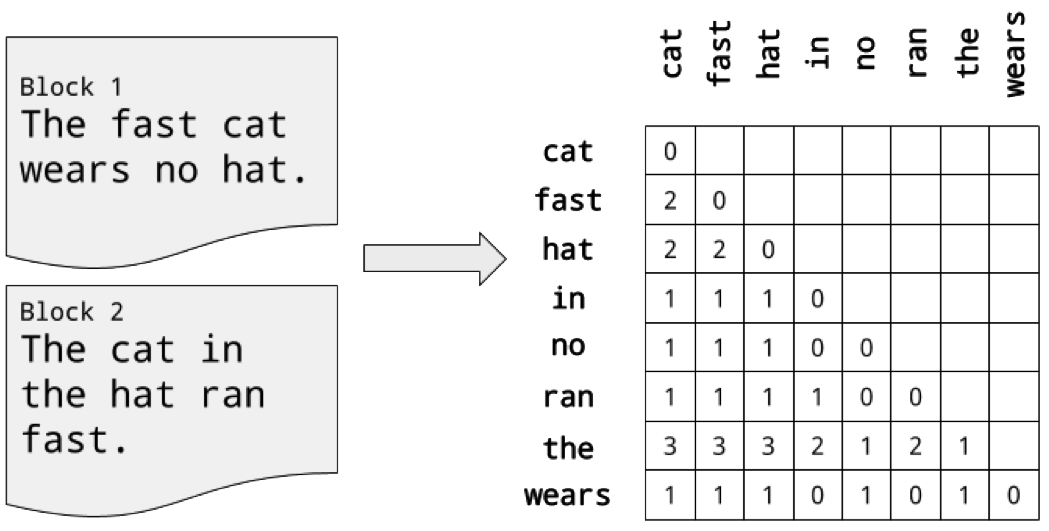 Block 1
The fast cat
wears no hat.
Block 2
The cat in
the hat ran
fast.
cat fast hat in no ran the wears
cat 0
fast 2 0
hat 2 2 0
in 1 1 1 0
no 1 1 1 0 0
ran 1 1 1 1 0 0
the 3 3 3 2 1 2 1
wears 1 1 1 0 1 0 1 0